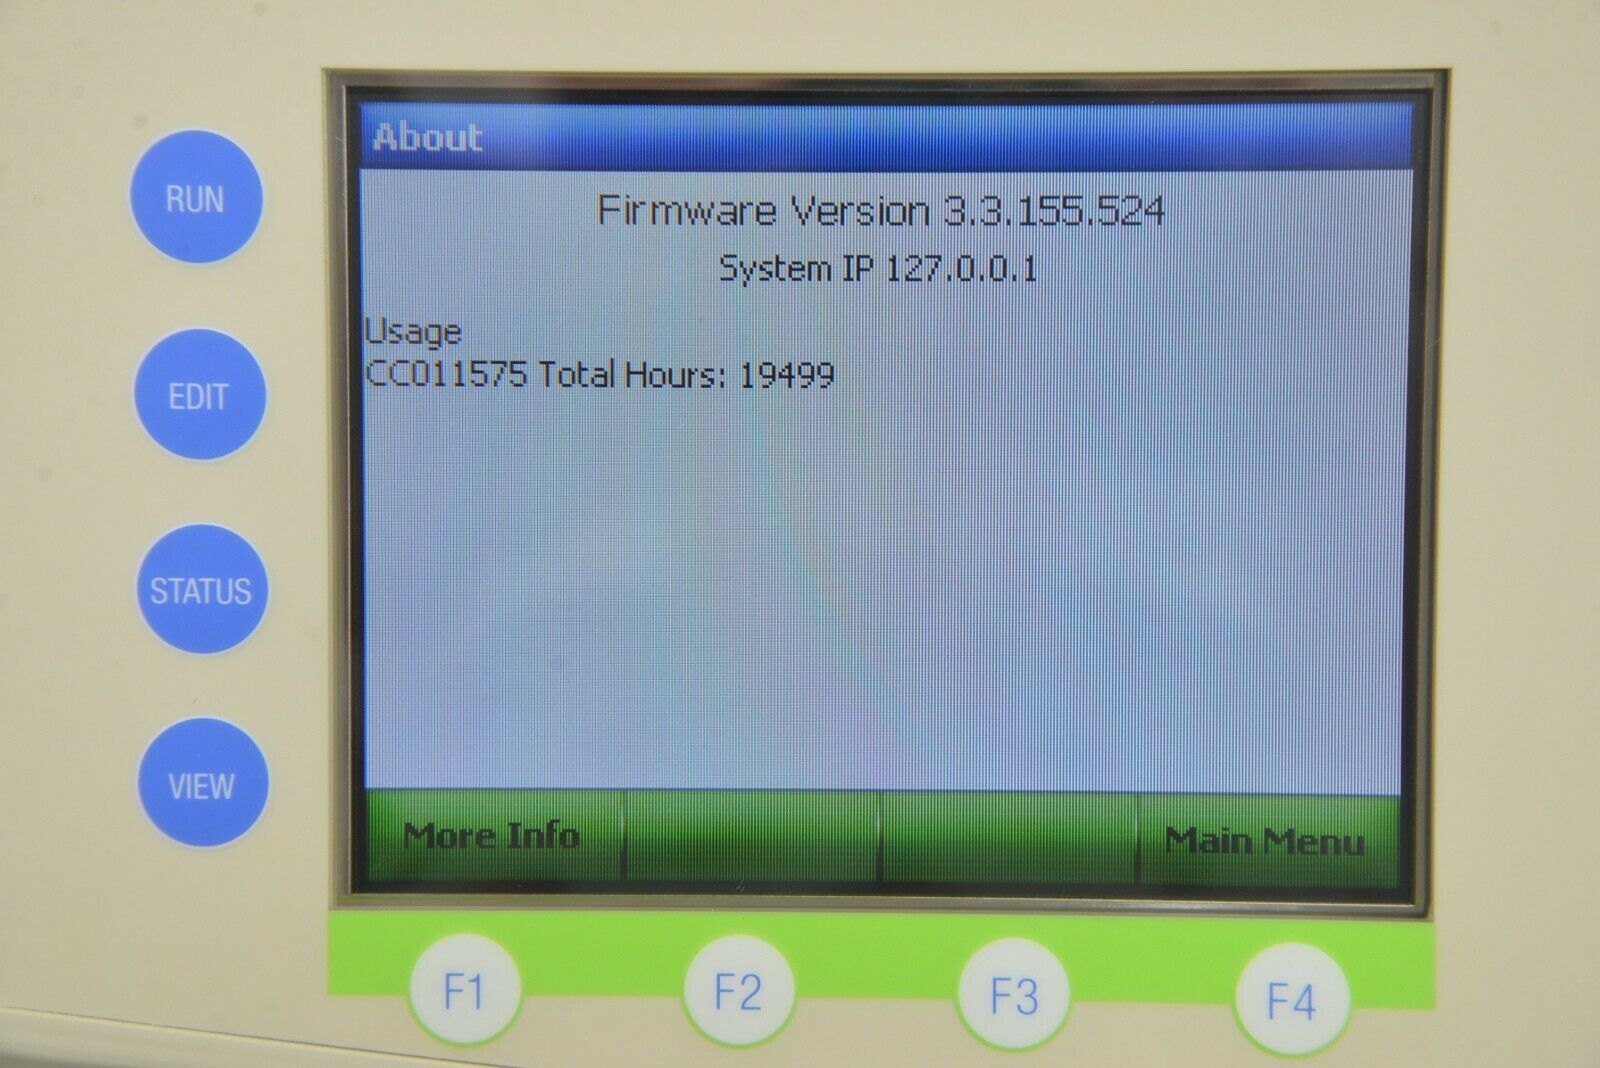 About
Firmware Version 3.3.155.524
System IP 127.0.0.1
Usage
CC011575 Total Hours: 19499
More Info
Main Menu
RUN
EDIT
STATUS
VIEW
F1
F2
F3
F4